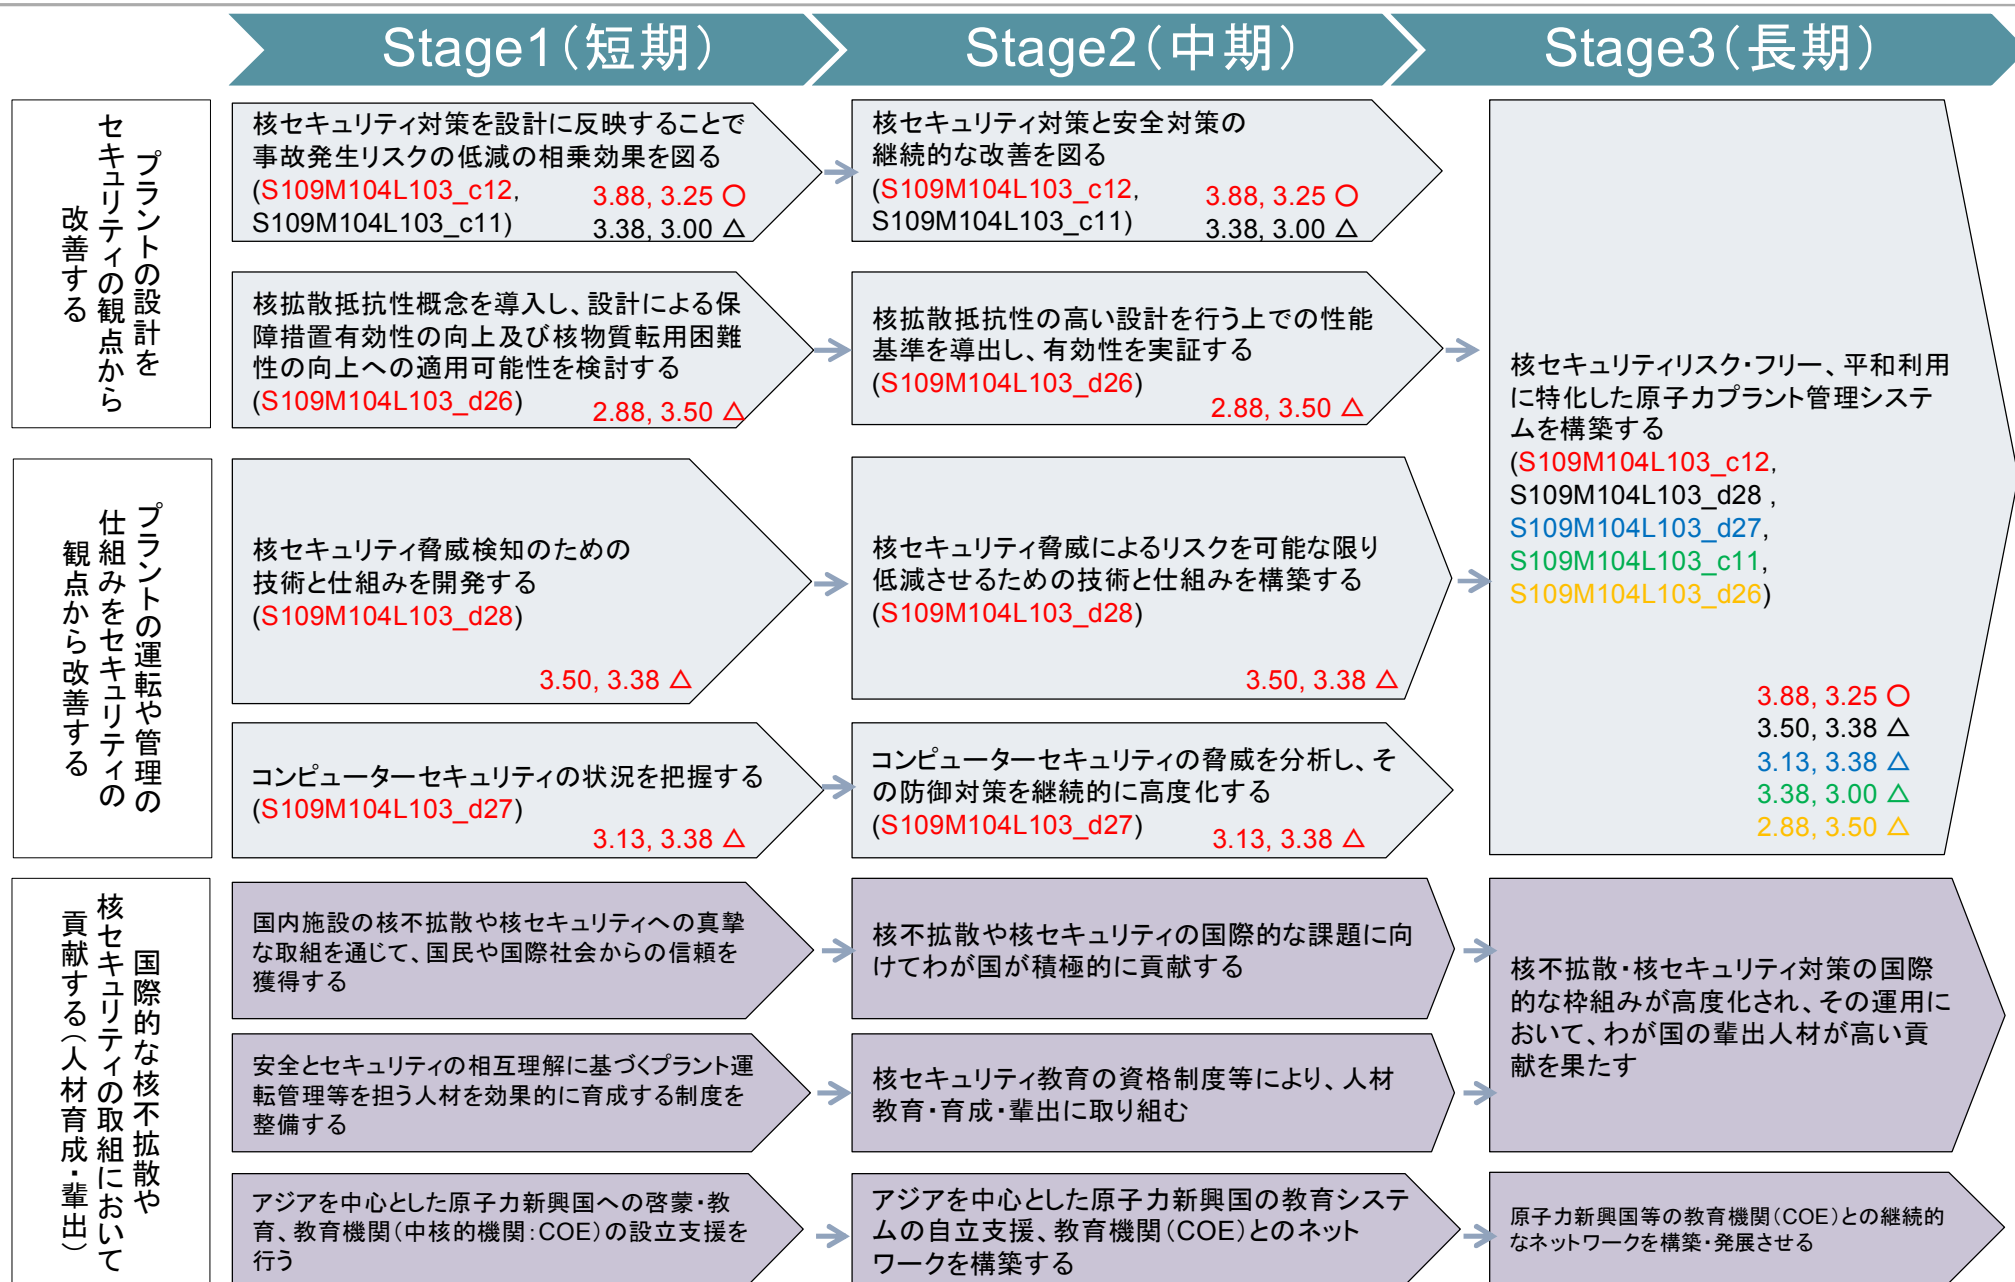 Stage1（短期）
Stage2（中期）
Stage3（長期）
プラントの設計を
セキュリティの観点から
改善する
核セキュリティ対策を設計に反映することで
事故発生リスクの低減の相乗効果を図る
(S109M104L103_c12,
3.88, 3.25 ○
S109M104L103_c11)
3.38, 3.00 △
核セキュリティ対策と安全対策の
継続的な改善を図る
(S109M104L103_c12,
3.88, 3.25 ○
S109M104L103_c11)
3.38, 3.00 △
核拡散抵抗性概念を導入し、設計による保
障措置有効性の向上及び核物質転用困難
性の向上への適用可能性を検討する
(S109M104L103_d26)
2.88, 3.50 △
核拡散抵抗性の高い設計を行う上での性能
基準を導出し、有効性を実証する
(S109M104L103_d26)
2.88, 3.50 △
プラントの運転や管理の
仕組みをセキュリティの
観点から改善する
核セキュリティ脅威検知のための
技術と仕組みを開発する
(S109M104L103_d28)
3.50, 3.38 △
核セキュリティ脅威によるリスクを可能な限り
低減させるための技術と仕組みを構築する
(S109M104L103_d28)
3.50, 3.38 △
コンピューターセキュリティの状況を把握する
(S109M104L103_d27)
3.13, 3.38 △
コンピューターセキュリティの脅威を分析し、そ
の防御対策を継続的に高度化する
(S109M104L103_d27)
3.13, 3.38 △
核セキュリティリスク・フリー、平和利用
に特化した原子力プラント管理システ
ムを構築する
(S109M104L103_c12,
S109M104L103_d28 ,
S109M104L103_d27,
S109M104L103_c11,
S109M104L103_d26)
3.88, 3.25 ○
3.50, 3.38 △
3.13, 3.38 △
3.38, 3.00 △
2.88, 3.50 △
国際的な核不拡散や
核セキュリティの取組において
貢献する（人材育成・輩出）
国内施設の核不拡散や核セキュリティへの真摯
な取組を通じて、国民や国際社会からの信頼を
獲得する
核不拡散や核セキュリティの国際的な課題に向
けてわが国が積極的に貢献する
安全とセキュリティの相互理解に基づくプラント運
転管理等を担う人材を効果的に育成する制度を
整備する
核セキュリティ教育の資格制度等により、人材
教育・育成・輩出に取り組む
核不拡散・核セキュリティ対策の国際
的な枠組みが高度化され、その運用に
おいて、わが国の輩出人材が高い貢
献を果たす
アジアを中心とした原子力新興国への啓蒙・教
育、教育機関（中核的機関：COE）の設立支援を
行う
アジアを中心とした原子力新興国の教育システ
ムの自立支援、教育機関（COE）とのネット
ワークを構築する
原子力新興国等の教育機関（COE）との継続的
なネットワークを構築・発展させる